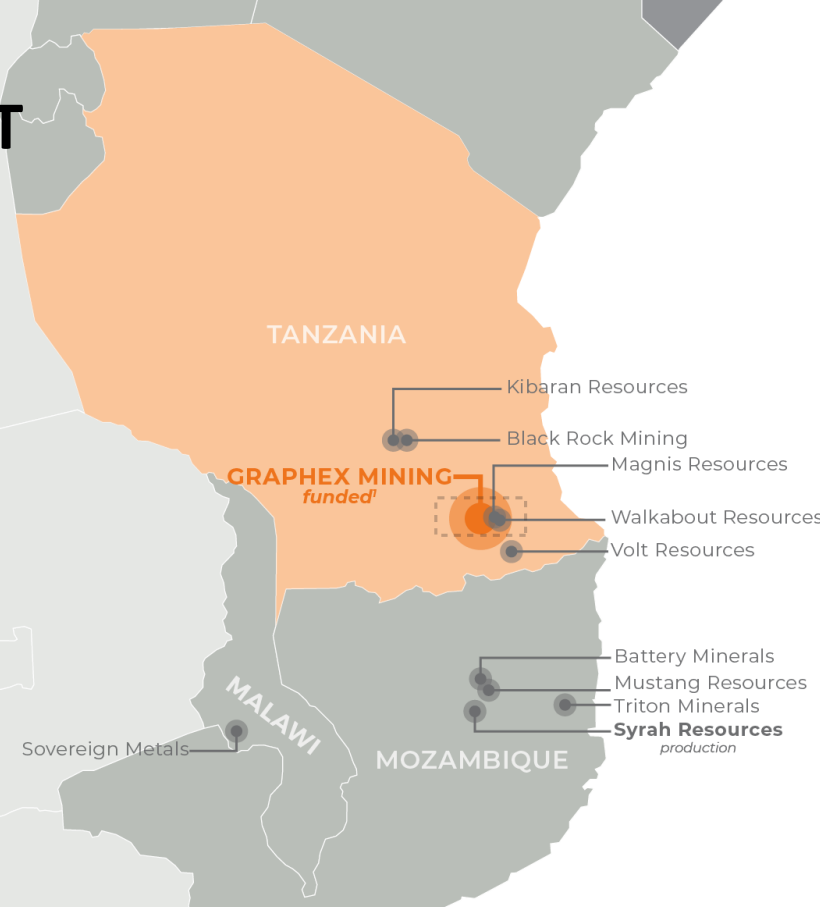 T
TANZANIA
Kibaran Resources
Black Rock Mining
Magnis Resources
GRAPHEX MINING
funded¹
Walkabout Resources
Volt Resources
Battery Minerals
Mustang Resources
Triton Minerals
Syrah Resources
production
MALAWI
Sovereign Metals
MOZAMBIQUE